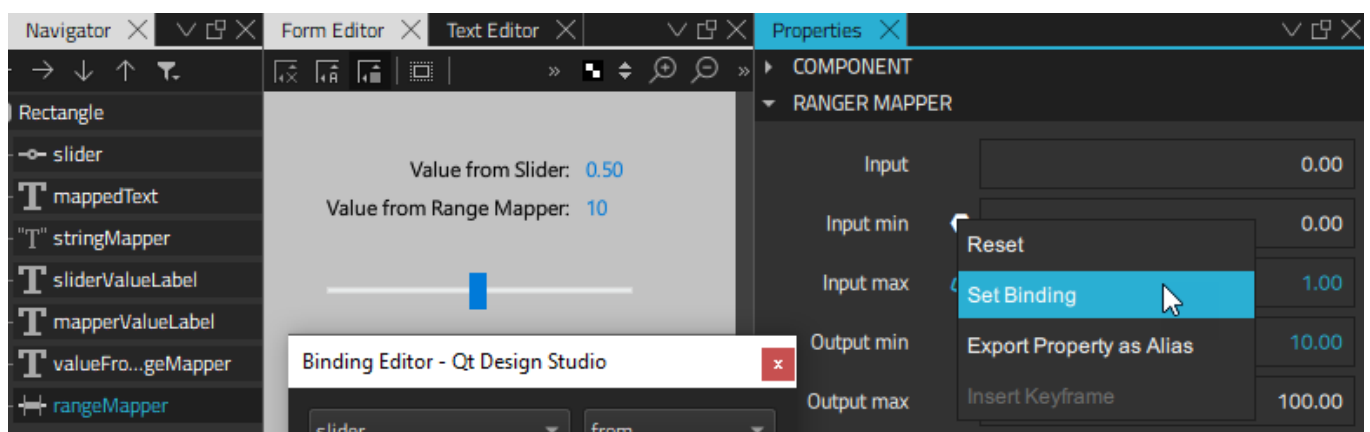 Navigator
Form Editor
Text Editor
Properties
COMPONENT
RANGER MAPPER
Rectangle
slider
mappedText
"T" stringMapper
sliderValueLabel
mapperValueLabel
valueFro...geMapper
rangeMapper
Value from Slider: 0.50
Value from Range Mapper: 10
Binding Editor - Qt Design Studio
x
slider
from
Input 0.00
Input min 0.00
Input max 1.00
Output min 10.00
Output max 100.00
Reset
Set Binding
Export Property as Alias
Insert Keyframe